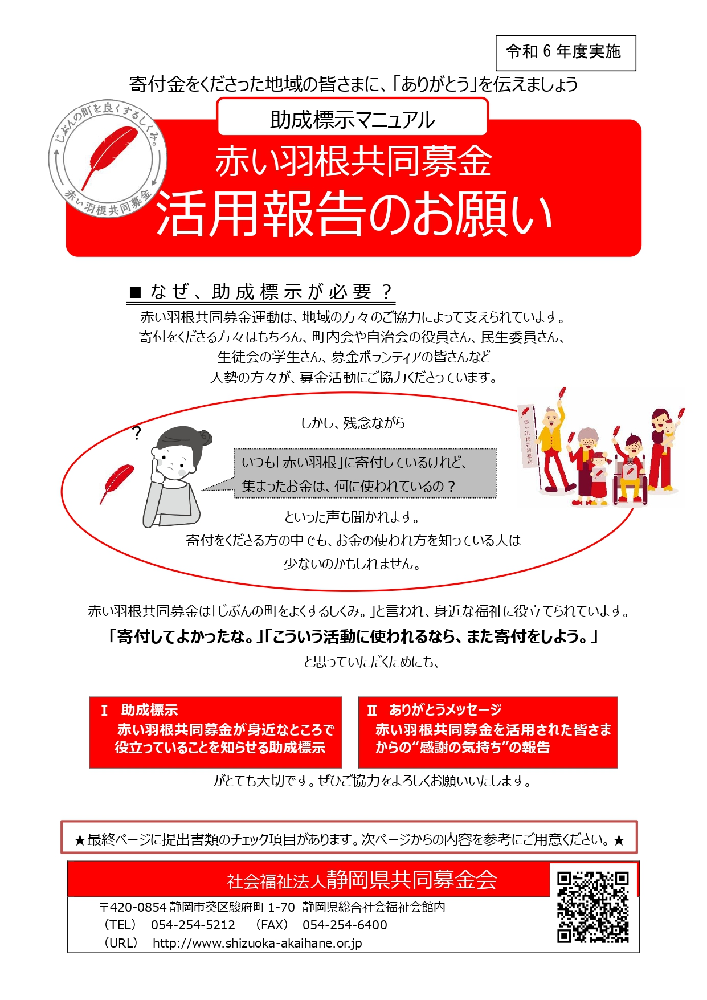 令和6年度実施
寄付金をくださった地域の皆さまに、「ありがとう」を伝えましょう
助成標示マニュアル
じぶんの町を良くするしくみ。
赤い羽根共同募金
赤い羽根共同募金
活用報告のお願い
■なぜ、助成標示が必要？
赤い羽根共同募金運動は、地域の方々のご協力によって支えられています。
寄付をくださる方々はもちろん、町内会や自治会の役員さん、民生委員さん、
生徒会の学生さん、募金ボランティアの皆さんなど
大勢の方々が、募金活動にご協力くださっています。
しかし、残念ながら
?
いつも「赤い羽根」に寄付しているけれど、
集まったお金は、何に使われているの？
赤い羽根共同募金会
といった声も聞かれます。
寄付をくださる方の中でも、お金の使われ方を知っている人は
少ないのかもしれません。
赤い羽根共同募金は「じぶんの町をよくするしくみ。」と言われ、身近な福祉に役立てられています。
「寄付してよかったな。」「こういう活動に使われるなら、また寄付をしよう。」
と思っていただくためにも、
Ⅰ　助成標示
赤い羽根共同募金が身近なところで
役立っていることを知らせる助成標示
Ⅱ　ありがとうメッセージ
赤い羽根共同募金を活用された皆さま
からの“感謝の気持ち”の報告
がとても大切です。ぜひご協力をよろしくお願いいたします。
★最終ページに提出書類のチェック項目があります。次ページからの内容を参考にご用意ください。★
社会福祉法人静岡県共同募金会
〒420-0854 静岡市葵区駿府町 1-70 静岡県総合社会福祉会館内
（TEL） 054-254-5212 （FAX） 054-254-6400
（URL） http://www.shizuoka-akaihane.or.jp